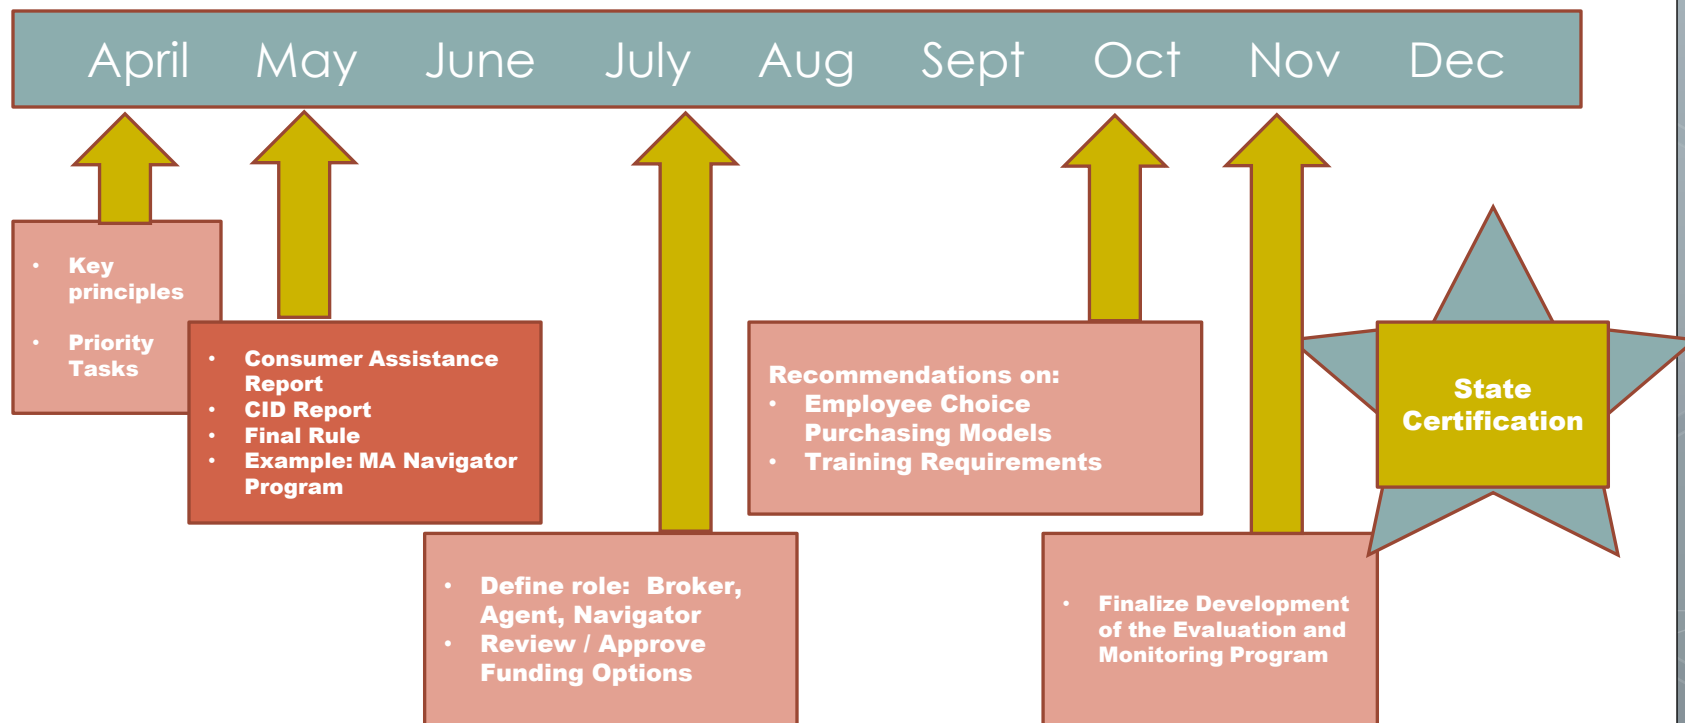 April May June July Aug Sept Oct Nov Dec
• Key
principles
• Priority
Tasks
• Consumer Assistance
Report
• CID Report
• Final Rule
• Example: MA Navigator
Program
• Define role:  Broker,
Agent, Navigator
• Review / Approve
Funding Options
Recommendations on:
• Employee Choice
Purchasing Models
• Training Requirements
• Finalize Development
of the Evaluation and
Monitoring Program
State
Certification